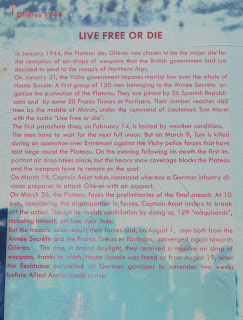 Glières 1944
LIVE FREE OR DIE
In January 1944, the Plateau des Glières was chosen to be the major site for
the reception of air-drops of weapons that the British government had just
decided to send to the maquis of Northern Alps.
On January 31, the Vichy government imposes martial law over the whole of
Haute-Savoie. A first group of 150 men belonging to the Armée Secrète or-
ganize the protection of the Plateau. They are joined by 56 Spanish Republi-
cans and by some 50 Francs Tireurs et Partisans. Their number reaches 460
men by the middle of March, under the command of Lieutenant Tom Morel
with the motto "Live free or die".
The first parachute drop, on February 14, is limited by weather conditions.
The men have to wait for the next full moon. But on March 9, Tom is killed
during an operation over Entremont against the Vichy police forces that have
laid siege round the Plateau. On the evening following his death the first im-
portant air drop takes place, but the heavy snow coverage blocks the Plateau
and the weapons have to remain on the spot.
On March 18, Captain Anjot takes command whereas a German infantry di-
vision prepares to attack Glières with air support.
On March 26, the Plateau faces the preliminaries of the final assault. At 10
p.m., considering the disproportion in forces, Captain Anjot orders to break
off the action. Though he avoids annihilation by doing so, 129 "maquisards",
including himself, will lose their lives.
But the maquis soon rebuilt their forces and, on August 1, men both from the
Armée Secrète and the Francs Tireurs et Partisans, converged again towards
Glières. This time, in broad daylight, they received a massive air drop of
weapons, thanks to which, Haute-Savoie was freed as from August 19, when
the Resistance compelled all German garrisons to surrender two weeks
before Allied Armies could arrive.